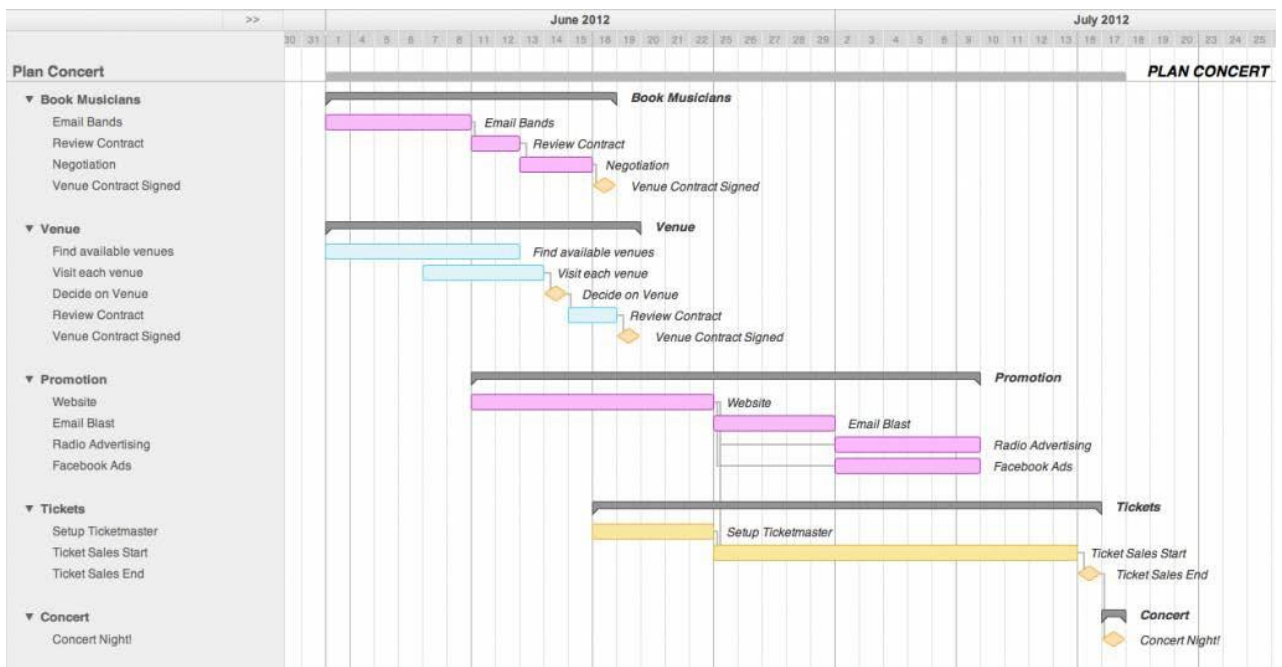 >> June 2012 July 2012
30 31 1 4 5 6 7 8 11 12 13 14 15 18 19 20 21 22 25 26 27 28 29 2 3 4 5 6 9 10 11 12 13 16 17 18 19 20 23 24 25
Plan Concert PLAN CONCERT
▼ Book Musicians Book Musicians
Email Bands Email Bands
Review Contract Review Contract
Negotiation Negotiation
Venue Contract Signed Venue Contract Signed
▼ Venue Venue
Find available venues Find available venues
Visit each venue Visit each venue
Decide on Venue Decide on Venue
Review Contract Review Contract
Venue Contract Signed Venue Contract Signed
▼ Promotion Promotion
Website Website
Email Blast Email Blast
Radio Advertising Radio Advertising
Facebook Ads Facebook Ads
▼ Tickets Tickets
Setup Ticketmaster Setup Ticketmaster
Ticket Sales Start Ticket Sales Start
Ticket Sales End Ticket Sales End
▼ Concert Concert
Concert Night! Concert Night!